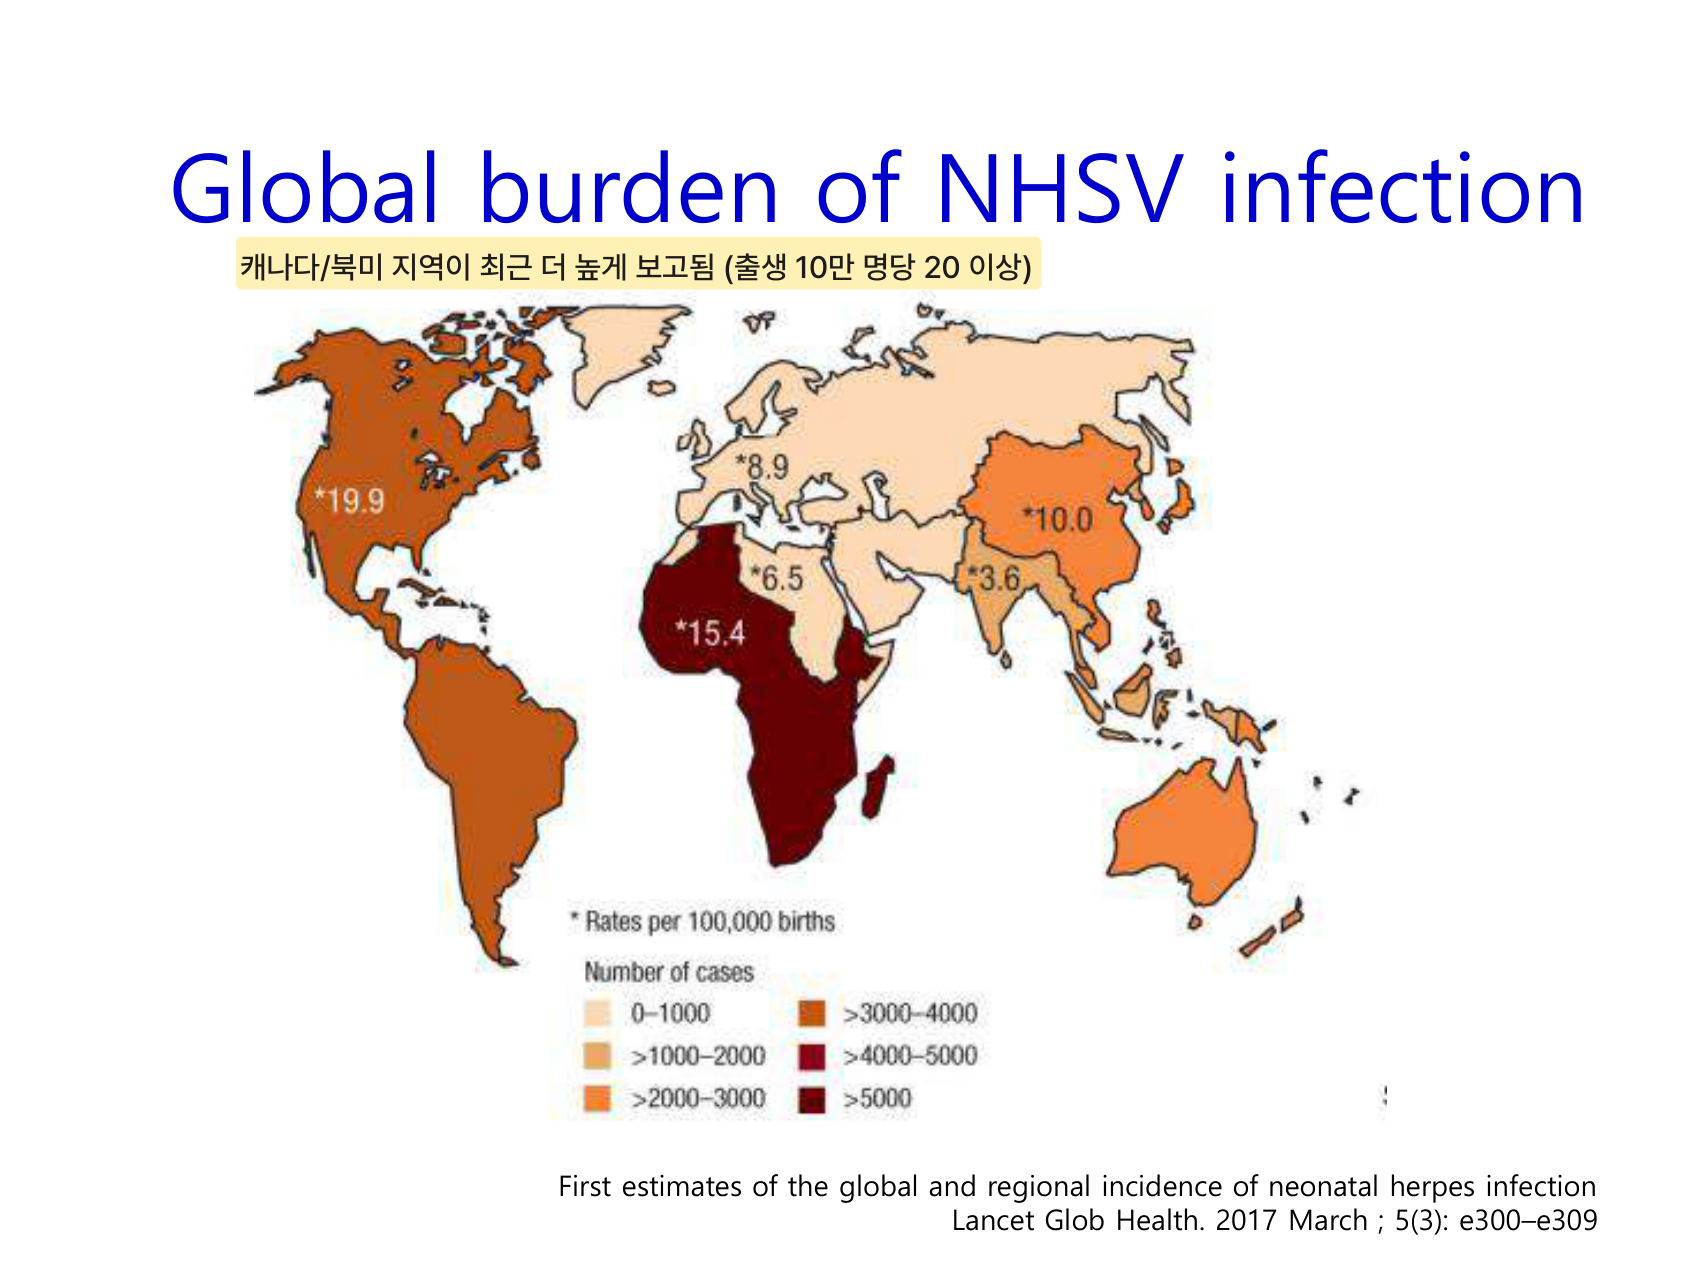 Global burden of NHSV infection
캐나다/북미 지역이 최근 더 높게 보고됨 (출생 10만 명당 20 이상)
*19.9
*8.9
*10.0
*6.5
*3.6
*15.4
* Rates per 100,000 births
Number of cases
0–1000
>3000–4000
>1000–2000
>4000–5000
>2000–3000
>5000
First estimates of the global and regional incidence of neonatal herpes infection
Lancet Glob Health. 2017 March ; 5(3): e300–e309